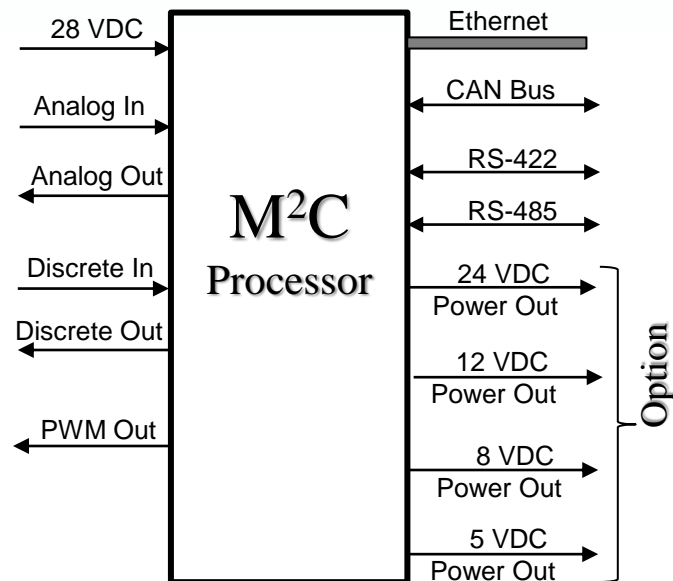 28 VDC
Analog In
Analog Out
Discrete In
Discrete Out
PWM Out
M²C
Processor
Ethernet
CAN Bus
RS-422
RS-485
24 VDC
Power Out
12 VDC
Power Out
8 VDC
Power Out
5 VDC
Power Out
Option